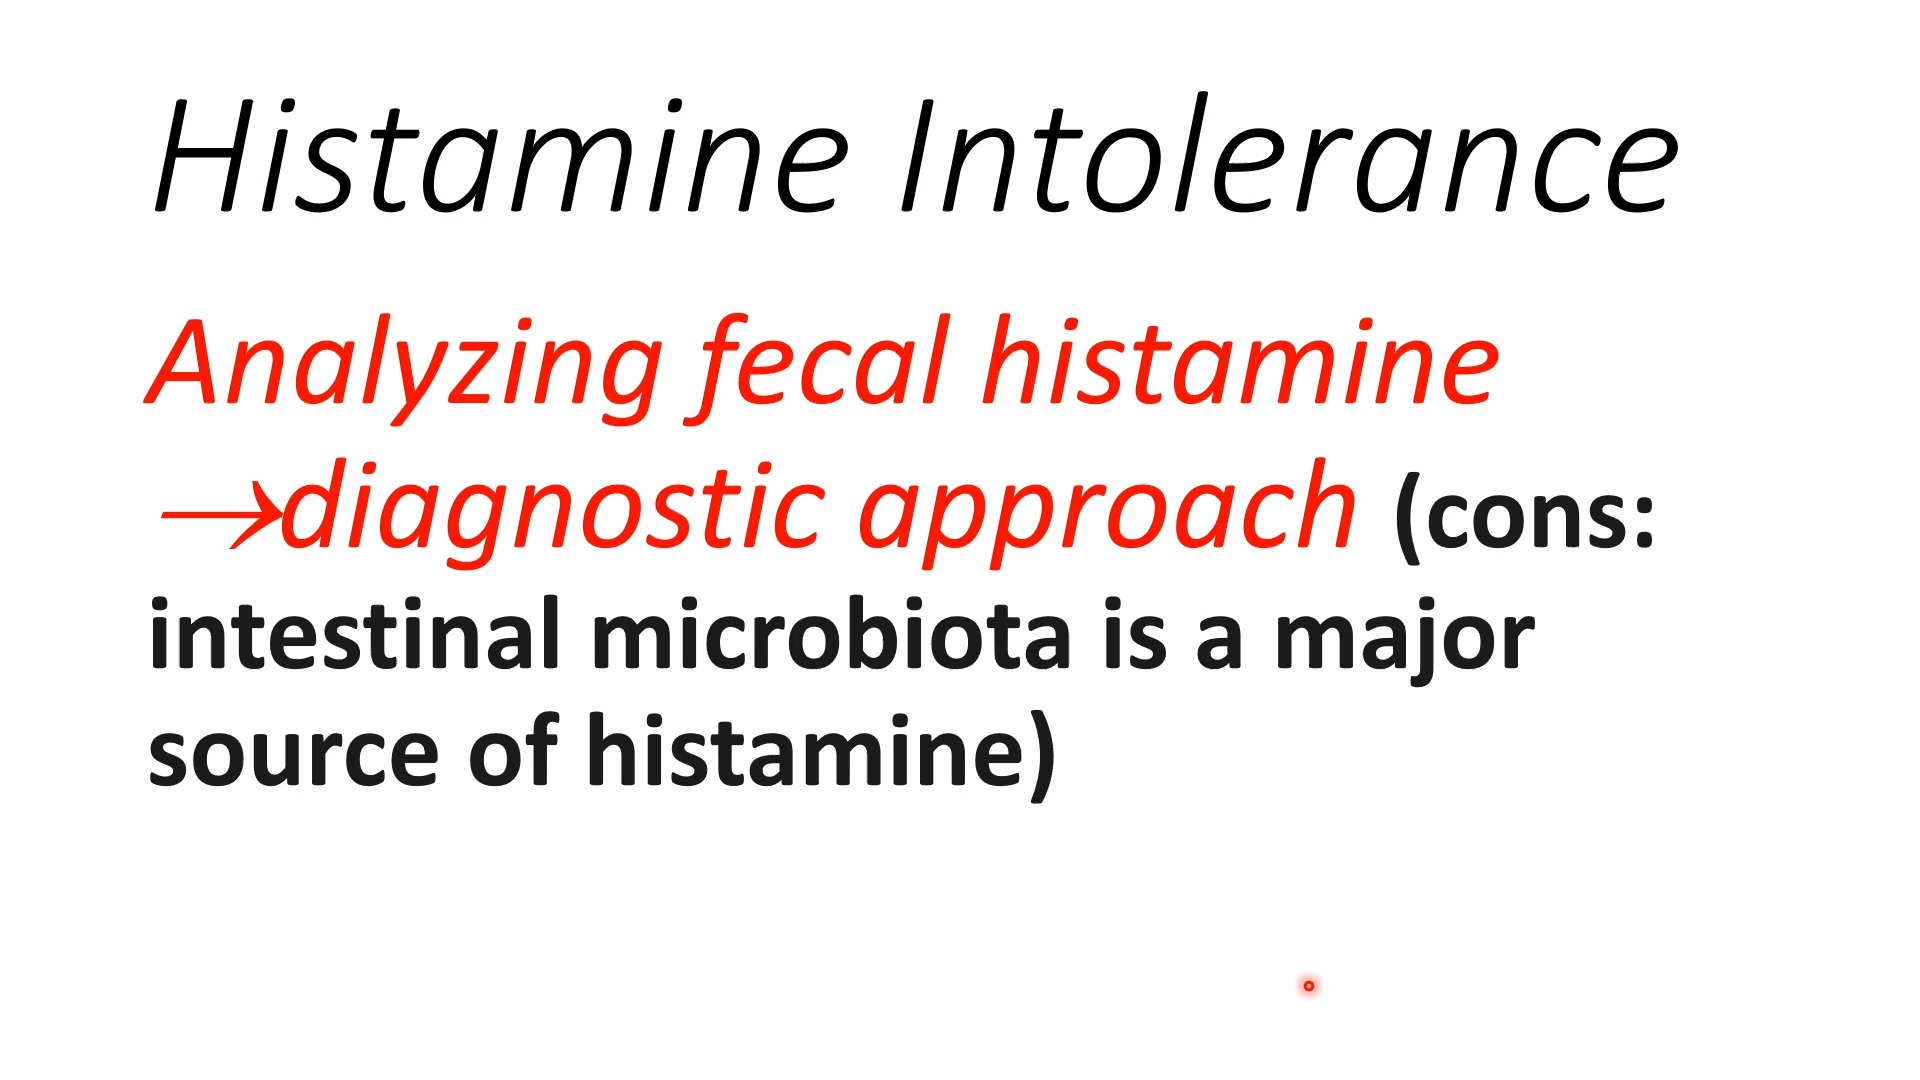 Histamine Intolerance
Analyzing fecal histamine
→diagnostic approach (cons:
intestinal microbiota is a major
source of histamine)